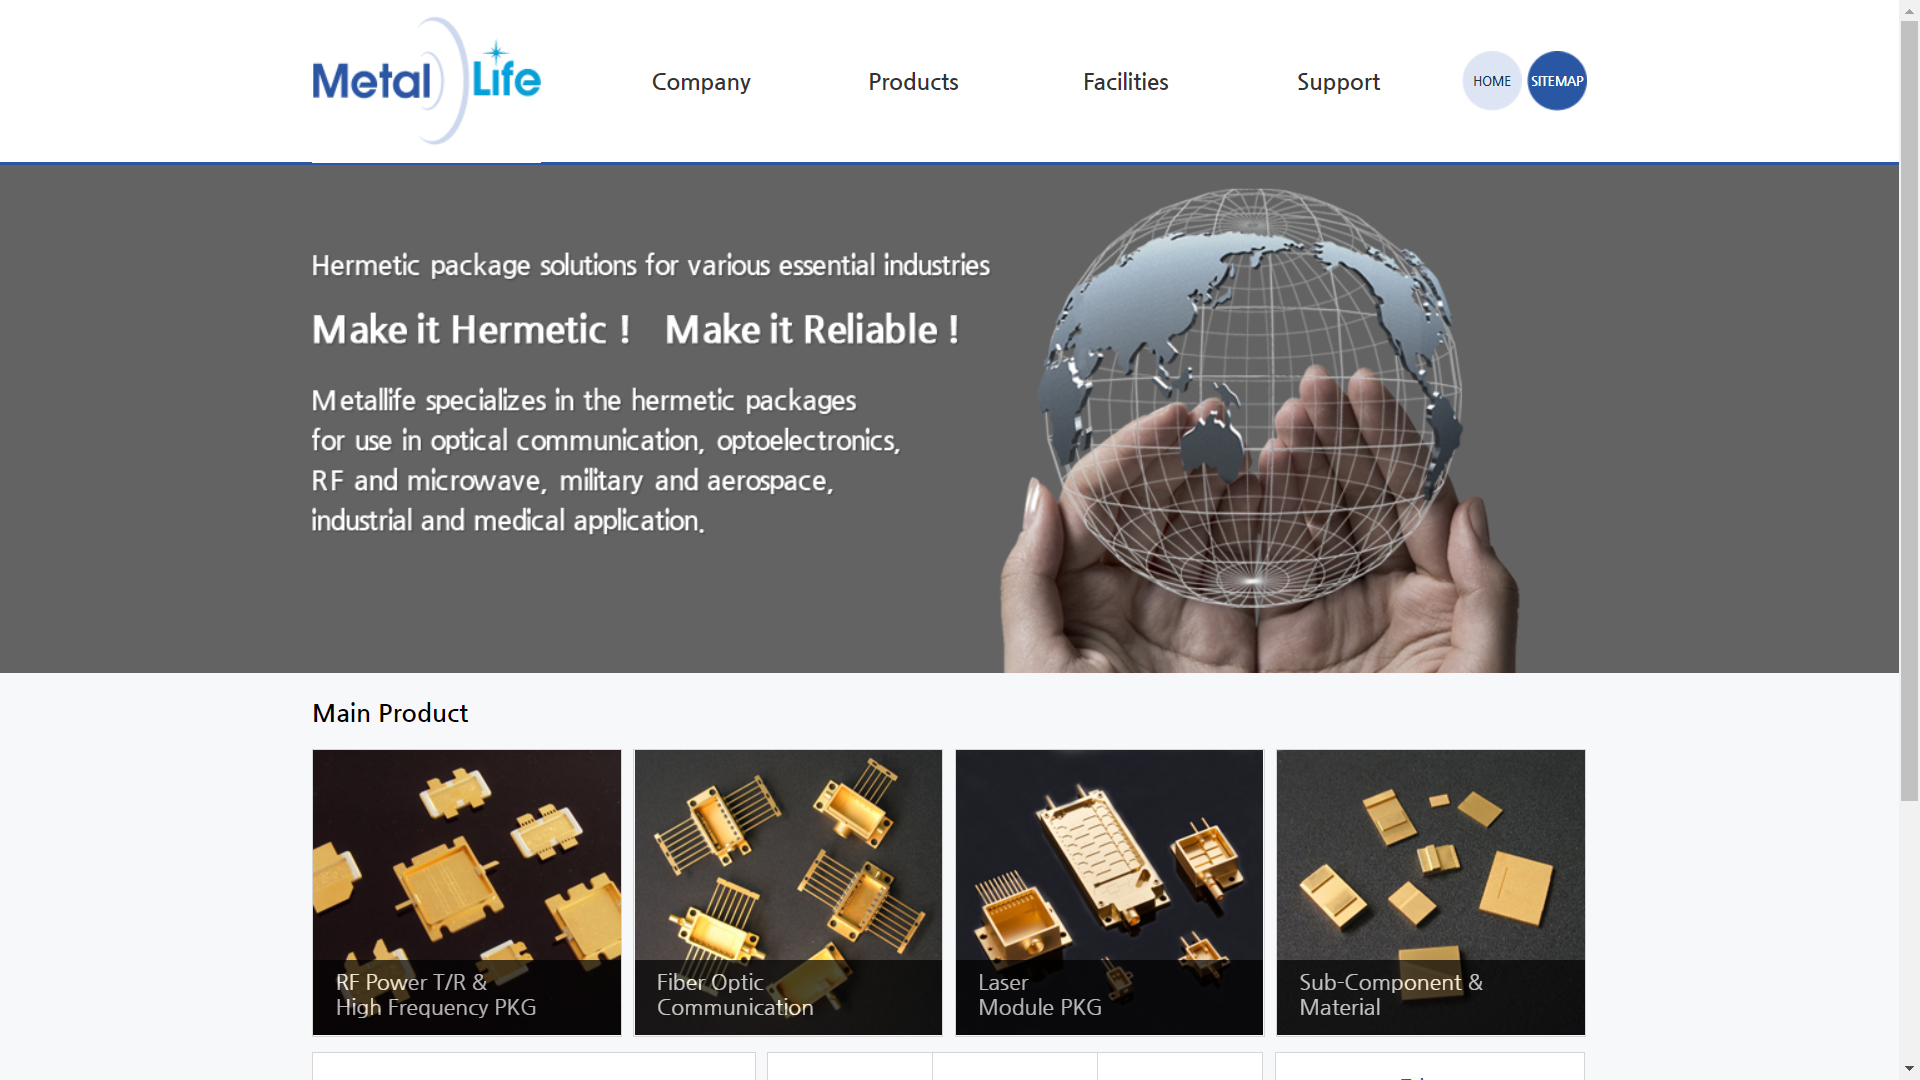 Metal Life
Company
Products
Facilities
Support
HOME
SITEMAP
Hermetic package solutions for various essential industries
Make it Hermetic ! Make it Reliable !
Metallife specializes in the hermetic packages
for use in optical communication, optoelectronics,
RF and microwave, military and aerospace,
industrial and medical application.
Main Product
RF Power T/R &
High Frequency PKG
Fiber Optic
Communication
Laser
Module PKG
Sub-Component &
Material